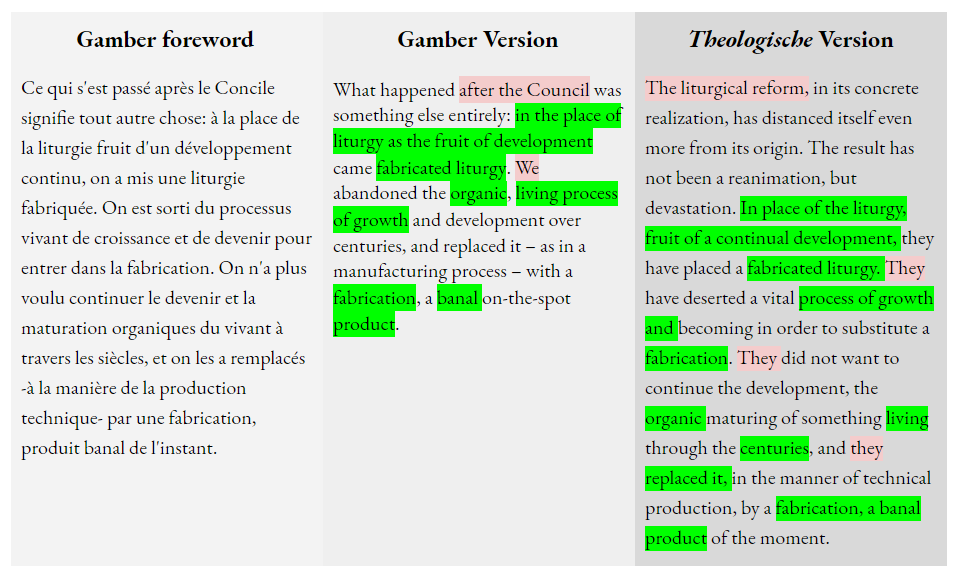 Gamber foreword
Ce qui s'est passé après le Concile
signifie tout autre chose: à la place de
la liturgie fruit d'un développement
continu, on a mis une liturgie
fabriquée. On est sorti du processus
vivant de croissance et de devenir pour
entrer dans la fabrication. On n'a plus
voulu continuer le devenir et la
maturation organiques du vivant à
travers les siècles, et on les a remplacés
-à la manière de la production
technique- par une fabrication,
produit banal de l'instant.
Gamber Version
What happened after the Council was
something else entirely: in the place of
liturgy as the fruit of development
came fabricated liturgy. We
abandoned the organic, living process
of growth and development over
centuries, and replaced it – as in a
manufacturing process – with a
fabrication, a banal on-the-spot
product.
Theologische Version
The liturgical reform, in its concrete
realization, has distanced itself even
more from its origin. The result has
not been a reanimation, but
devastation. In place of the liturgy,
fruit of a continual development, they
have placed a fabricated liturgy. They
have deserted a vital process of growth
and becoming in order to substitute a
fabrication. They did not want to
continue the development, the
organic maturing of something living
through the centuries, and they
replaced it, in the manner of technical
production, by a fabrication, a banal
product of the moment.